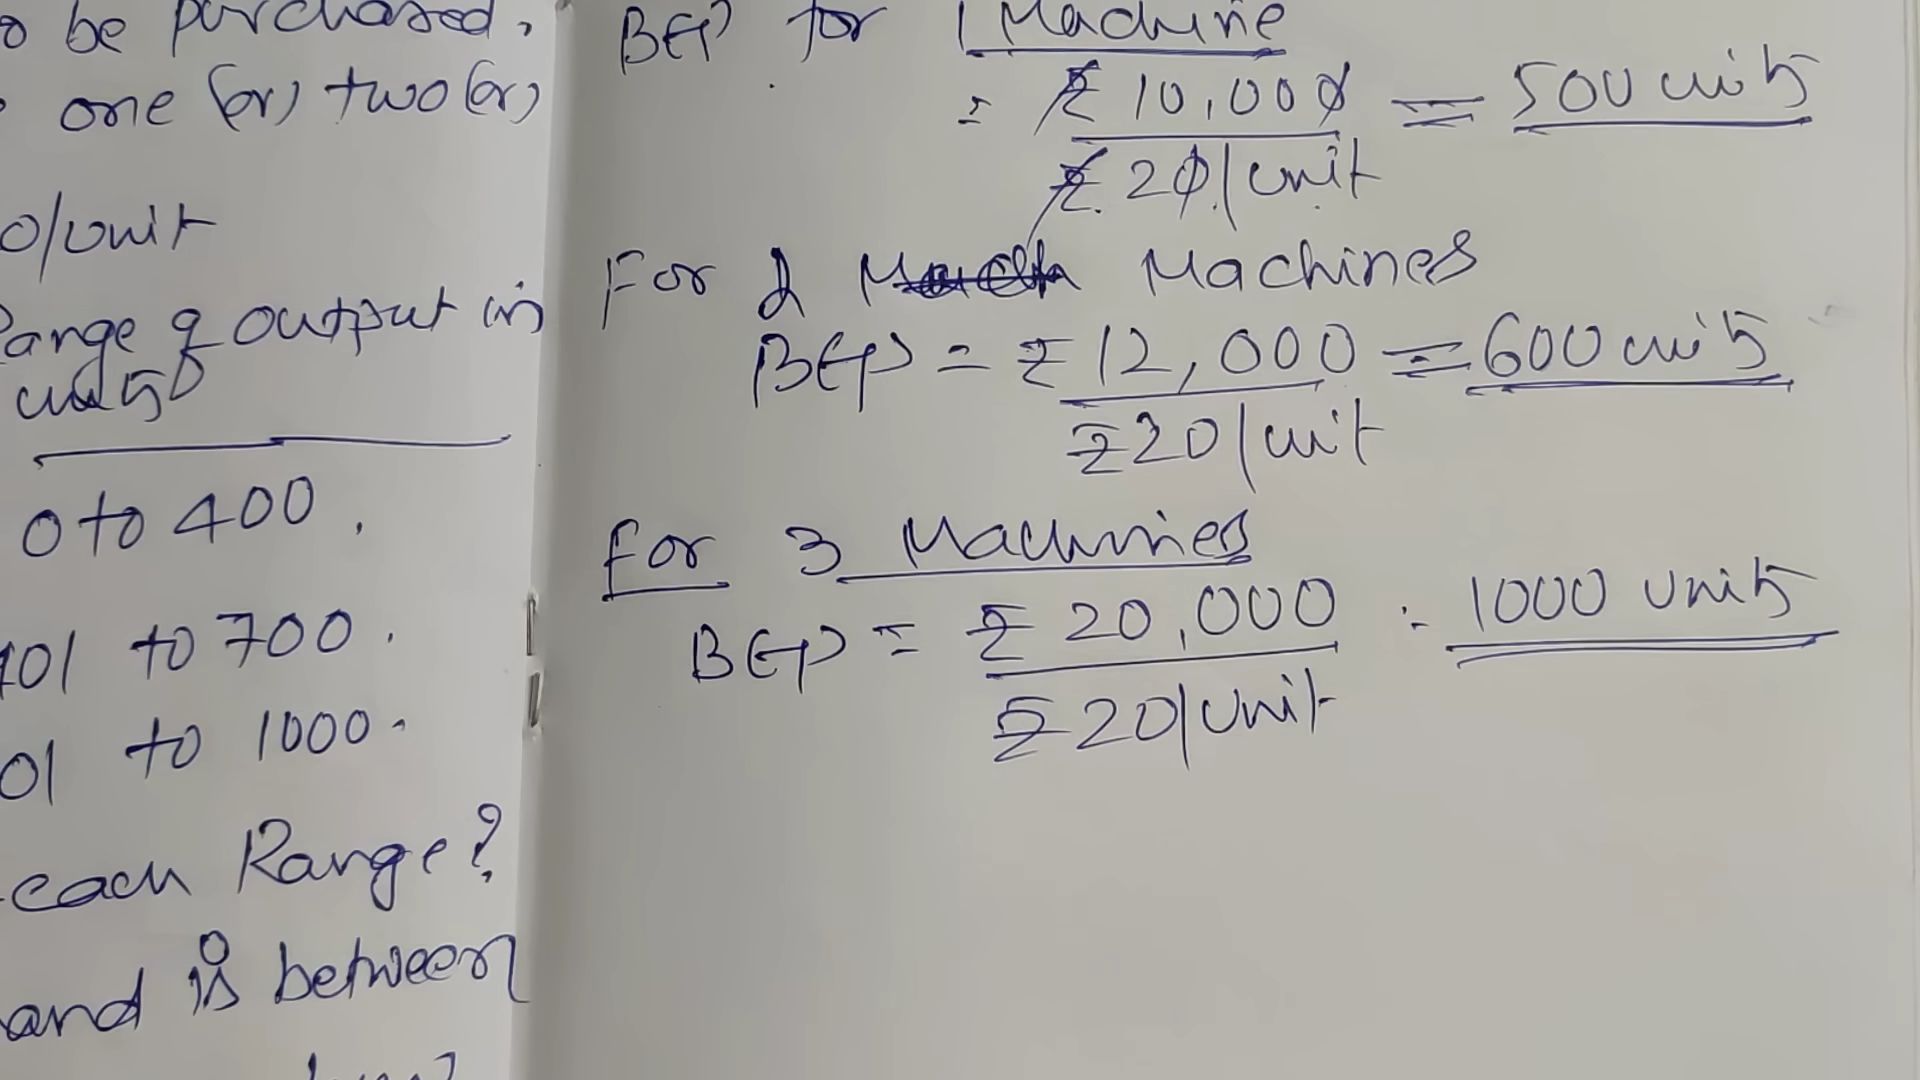 o be purchased,
one (or) two (or)
0/unit
Range of output in
units
0 to 400.
401 to 700.
01 to 1000.
each Range?
and is between
BEP for 1 Machine
= ₹ 10,000 = 500 units
₹ 20/unit
For 2 Machines
BEP = ₹ 12,000 = 600 units
₹ 20/unit
For 3 Machines
BEP = ₹ 20,000 : 1000 units
₹ 20/unit